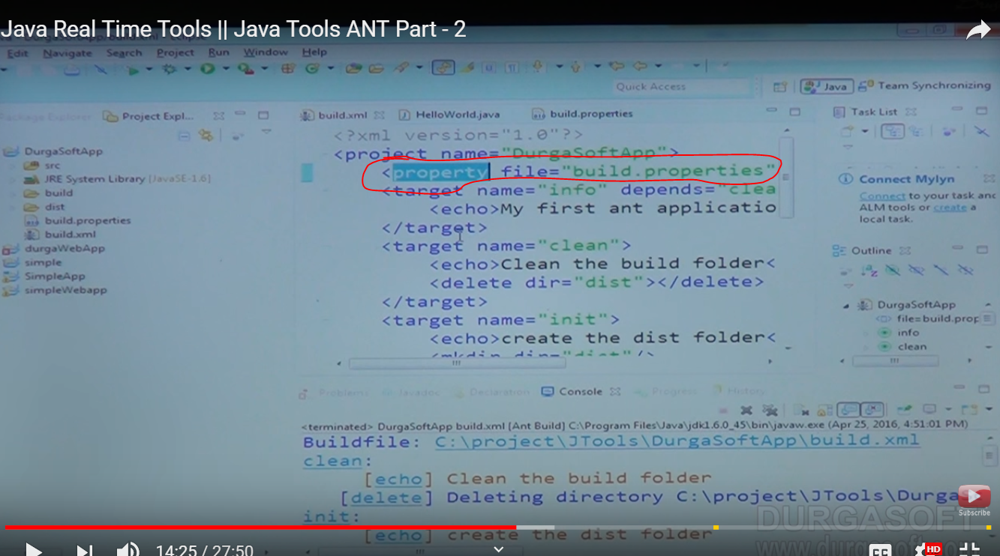 Java Real Time Tools || Java Tools ANT Part - 2
Edit Navigate Search Project Run Window Help
Quick Access
Java
Team Synchronizing
Package Explorer
Project Expl...
DurgaSoftApp
src
JRE System Library [JavaSE-1.6]
build
dist
build.properties
build.xml
durgaWebApp
simple
SimpleApp
simpleWebapp
build.xml
HelloWorld.java
build.properties
<?xml version="1.0"?>
<project name="DurgaSoftApp">
<property file="build.properties"
<target name="info" depends="clea
<echo>My first ant applicatio
</target>
<target name="clean">
<echo>Clean the build folder<
<delete dir="dist"></delete>
</target>
<target name="init">
<echo>create the dist folder<
<mkdir dir="dist"/>
Task List
Connect Mylyn
Connect to your task and
ALM tools or create a
local task.
Outline
DurgaSoftApp
file=build.prop
info
clean
Problems
Javadoc
Declaration
Console
Progress
History
<terminated> DurgaSoftApp build.xml [Ant Build] C:\Program Files\Java\jdk1.6.0_45\bin\javaw.exe (Apr 25, 2016, 4:51:01 PM)
Buildfile: C:\project\JTools\DurgaSoftApp\build.xml
clean:
[echo] Clean the build folder
[delete] Deleting directory C:\project\JTools\Durga
init:
[echo] create the dist folder
Subscribe
DURGASOFT
14:25 / 27:50
CC
HD